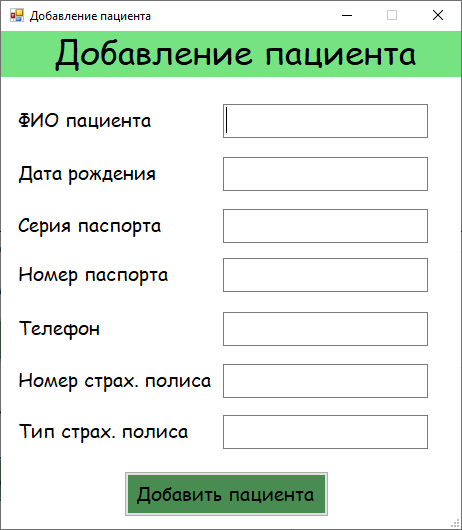 Добавление пациента
Добавление пациента
ФИО пациента
Дата рождения
Серия паспорта
Номер паспорта
Телефон
Номер страх. полиса
Тип страх. полиса
Добавить пациента